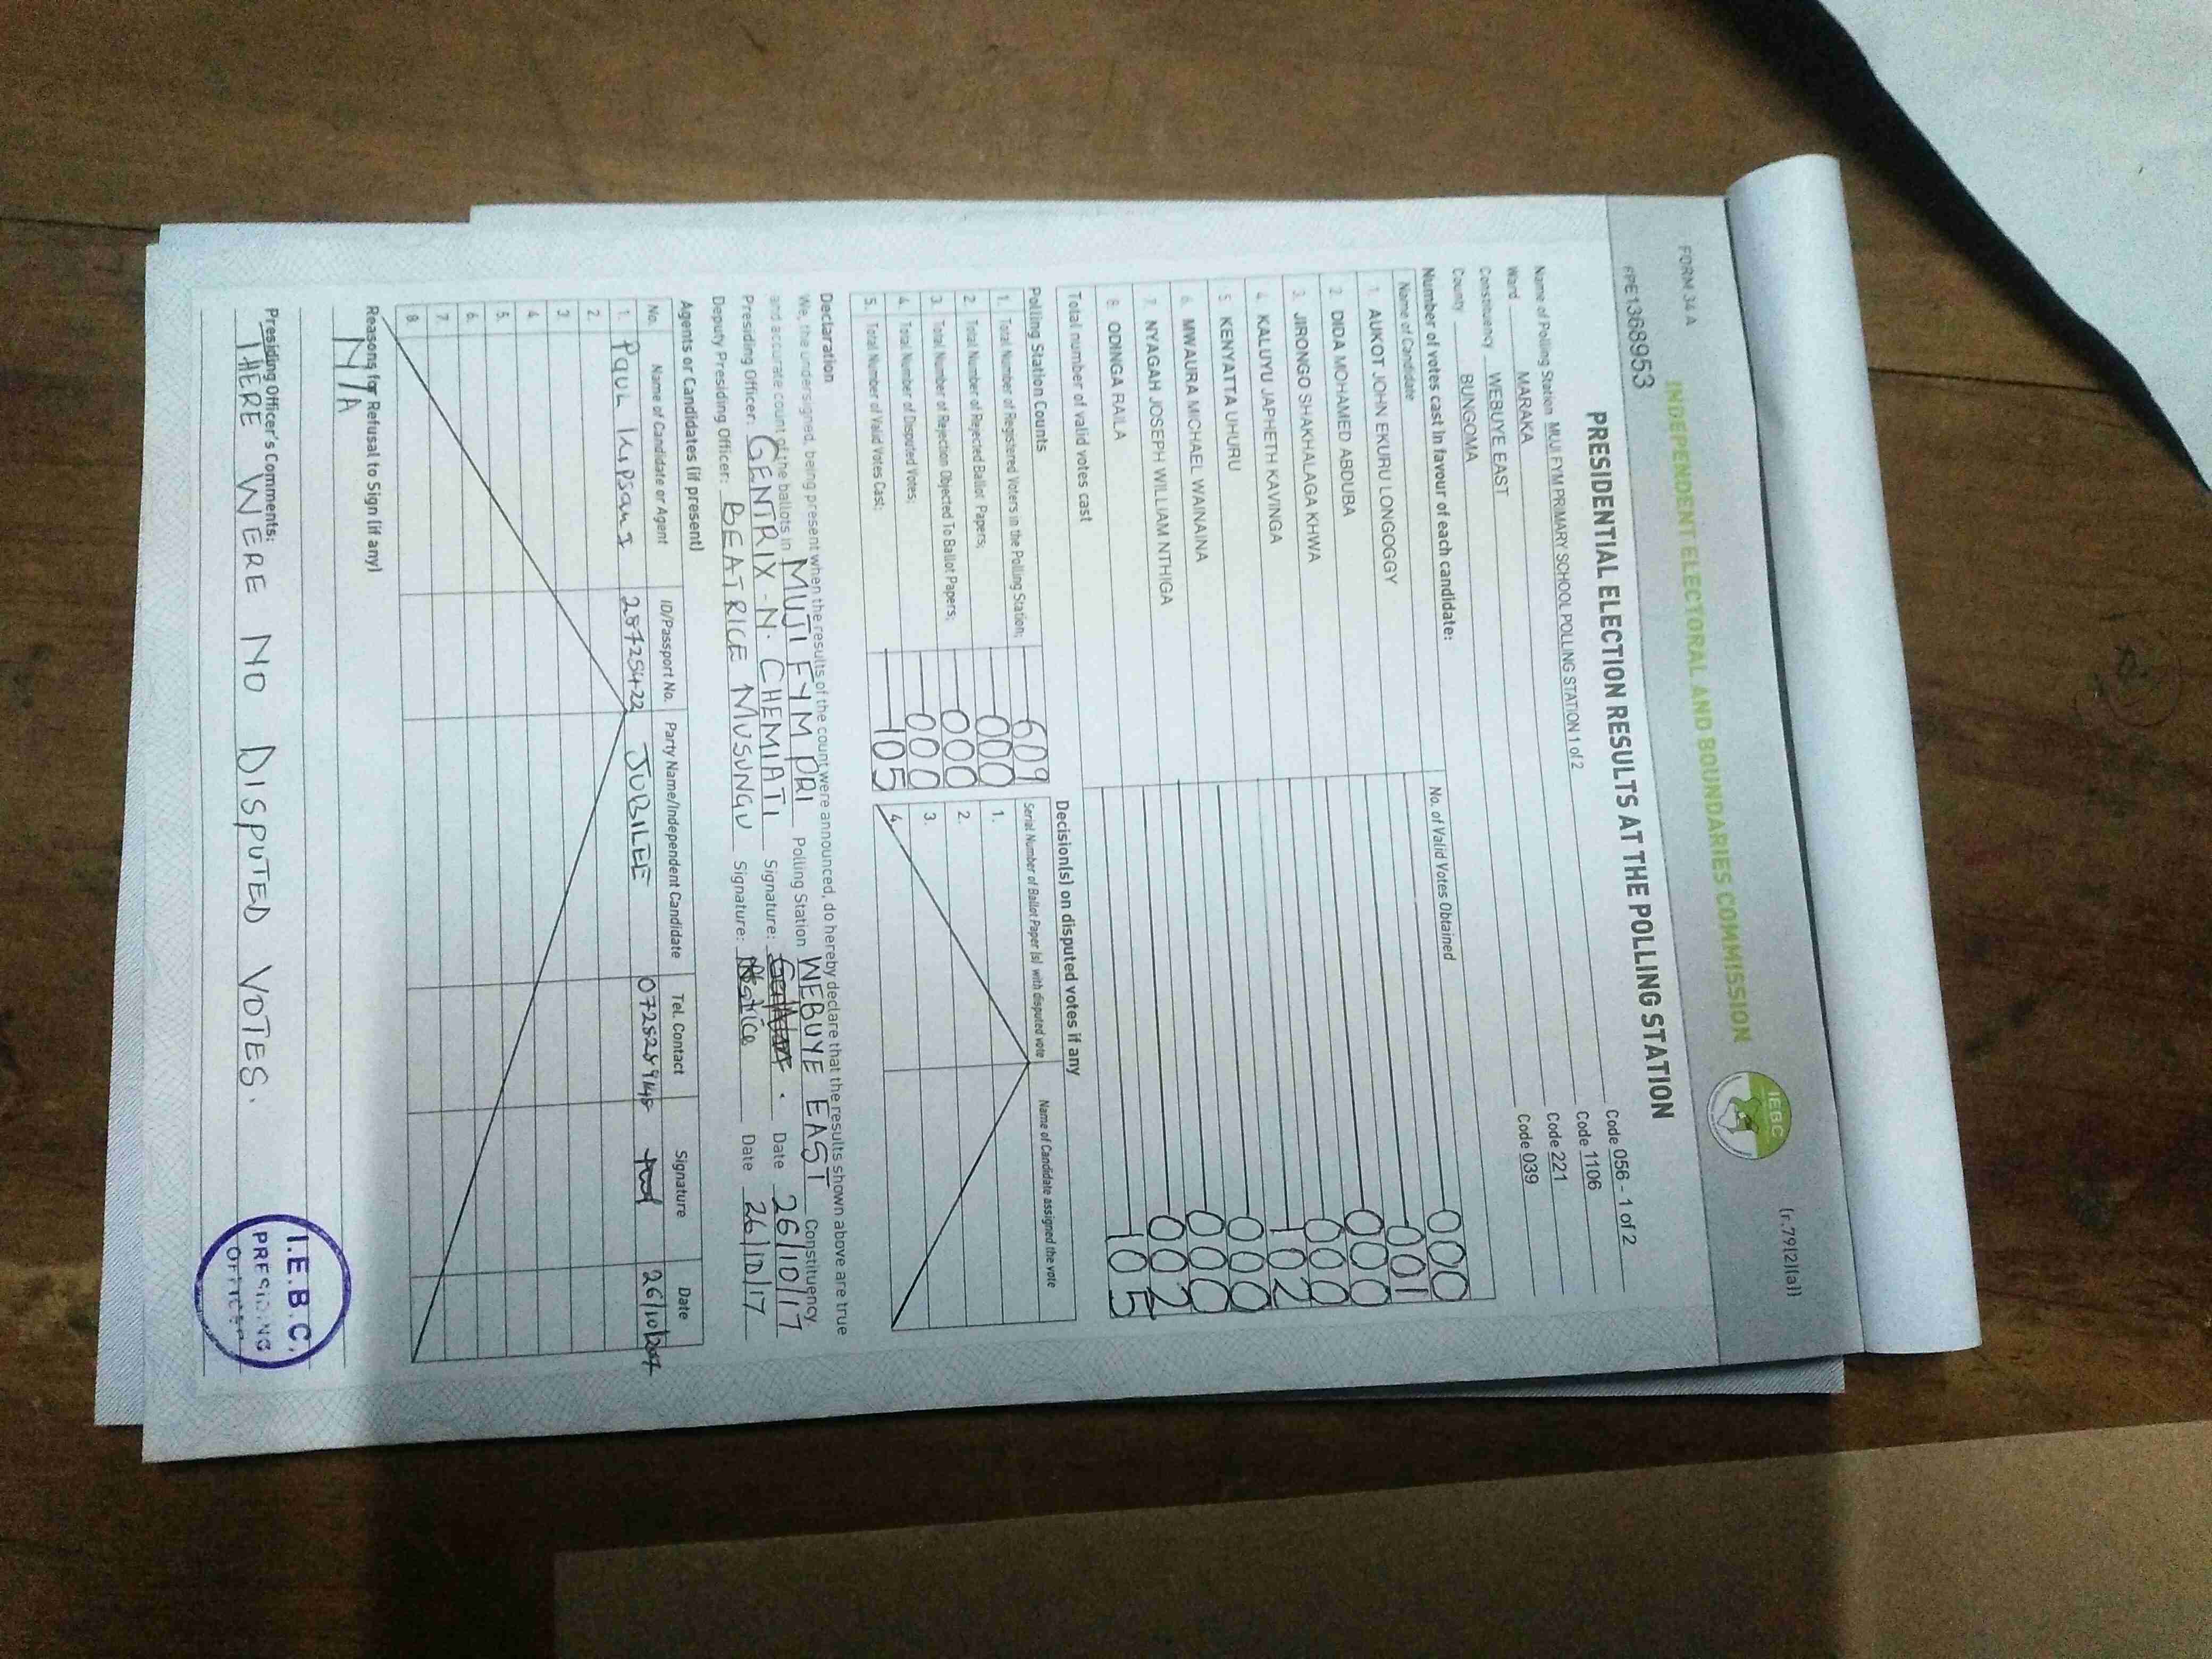 FORM 34 A
(r.79(2)(a))
INDEPENDENT ELECTORAL AND BOUNDARIES COMMISSION
IEBC
PPE1368953
PRESIDENTIAL ELECTION RESULTS AT THE POLLING STATION
Name of Polling Station MUJI FYM PRIMARY SCHOOL POLLING STATION 1 of 2 Code 056 - 1 of 2
Ward MARAKA Code 1106
Constituency WEBUYE EAST Code 221
County BUNGOMA Code 039
Number of votes cast in favour of each candidate:
Name of Candidate No. of Valid Votes Obtained
1. AUKOT JOHN EKURU LONGOGGY 000
2. DIDA MOHAMED ABDUBA 001
3. JIRONGO SHAKHALAGA KHWA 000
4. KALUYU JAPHETH KAVINGA 000
5. KENYATTA UHURU 102
6. MWAURA MICHAEL WAINAINA 000
7. NYAGAH JOSEPH WILLIAM NTHIGA 000
8. ODINGA RAILA 002
Total number of valid votes cast 105
Polling Station Counts
1. Total Number of Registered Voters in the Polling Station; 609
2. Total Number of Rejected Ballot Papers; 000
3. Total Number of Rejection Objected To Ballot Papers; 000
4. Total Number of Disputed Votes; 000
5. Total Number of Valid Votes Cast; 105
Decision(s) on disputed votes if any
Serial Number of Ballot Paper (s) with disputed vote Name of Candidate assigned the vote
1.
2.
3.
4.
Declaration
We, the undersigned, being present when the results of the count were announced, do hereby declare that the results shown above are true
and accurate count of the ballots in MUJI FYM PRI Polling Station WEBUYE EAST Constituency.
Presiding Officer: GENTRIX - N. CHEMIATI Signature: Date 26/10/17
Deputy Presiding Officer: BEATRICE MUSUNGU Signature: Date 26/10/17
Agents or Candidates (if present)
No. Name of Candidate or Agent ID/Passport No. Party Name/Independent Candidate Tel. Contact Signature Date
1. Paul 28725422 JUBILEE 26/10/2017
2.
3.
4.
5.
6.
7.
8.
Reasons for Refusal to Sign (if any)
N/A
Presiding Officer's Comments:
THERE WERE NO DISPUTED VOTES.
I.E.B.C.
PRESIDING
OFFICER